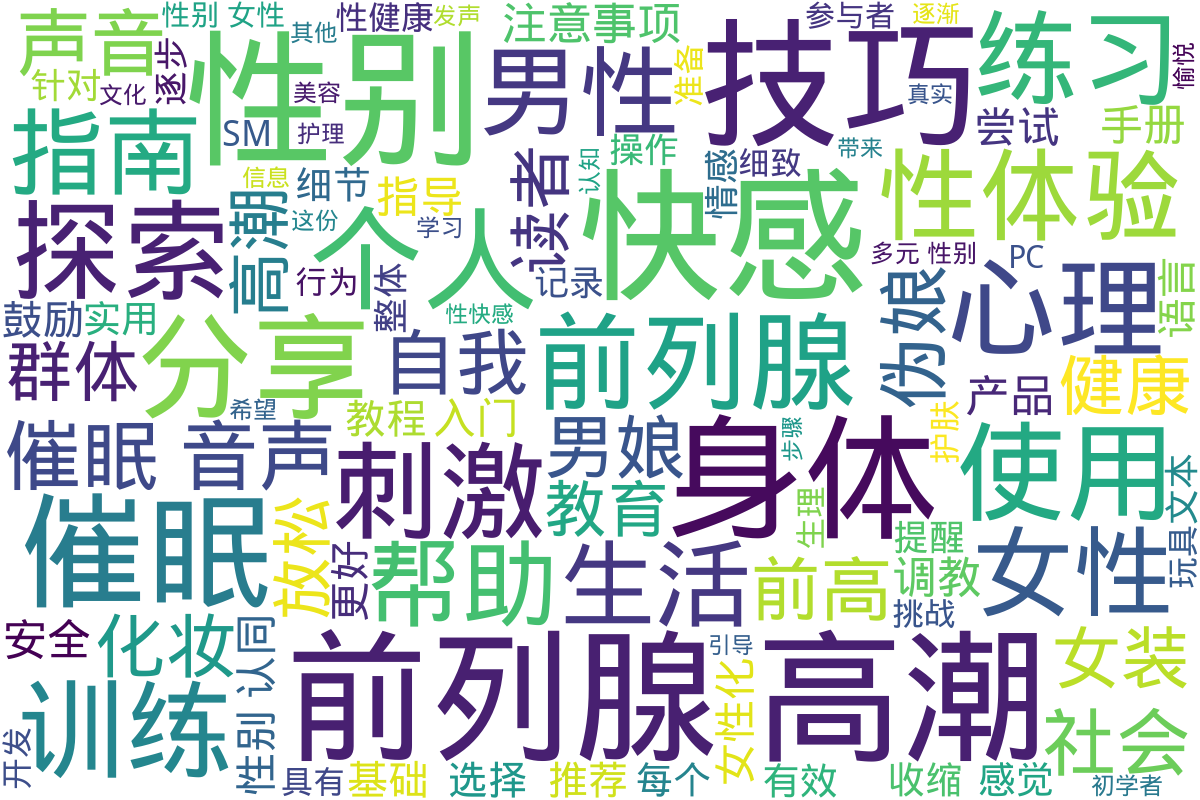 声音
性别 女性
其他
性健康
发声
注意事项
参与者
逐渐
针对
文化
逐步
性别
美容
男性
准备
技巧
真实
练习
愉悦
指南
SM
护理
操作
带来
尝试
手册
探索
高潮
信息
细节
这份
指导
个人
学习
读者
认知
快感
情感
细致
性体验
多元 性别
PC
心理
语言
行为
整体
记录
性快感
鼓励
实用
群体
分享
自我
前列腺
伪娘
产品
健康
希望
教程
入门
催眠
音声
刺激
男娘
步骤
身体
护肤
使用
文本
催眠
放松
更好
帮助
教育
生活
生理
前高
提醒
调教
挑战
女性
玩具
安全
化妆
性别 认同
前列腺高潮
引导
女性化
女装
训练
社会
开发
具有
基础
选择
推荐
每个
有效
收缩
感觉
初学者